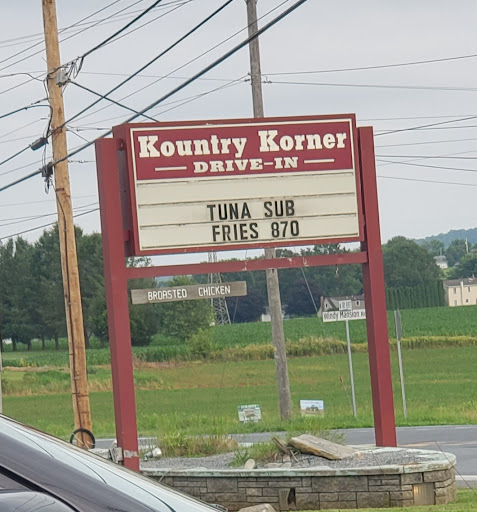 Kountry Korner
DRIVE-IN
TUNA SUB
FRIES 870
BROASTED CHICKEN
Windy Mansion